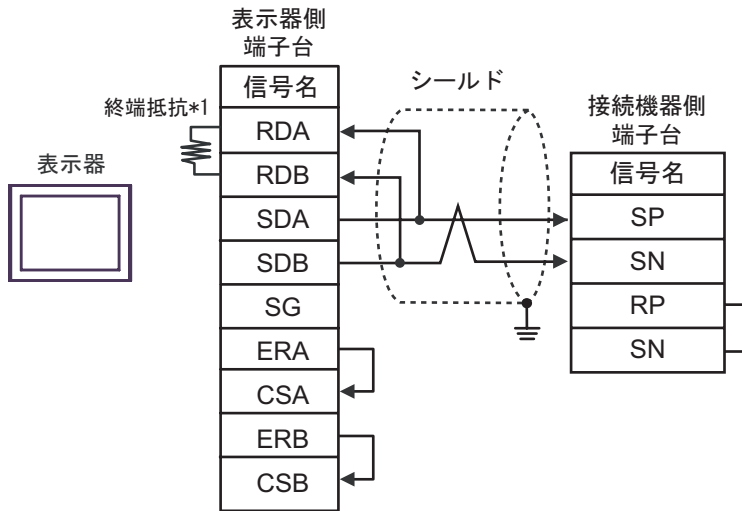 表示器側
端子台
信号名
RDA
RDB
SDA
SDB
SG
ERA
CSA
ERB
CSB
終端抵抗*1
表示器
シールド
接続機器側
端子台
信号名
SP
SN
RP
SN